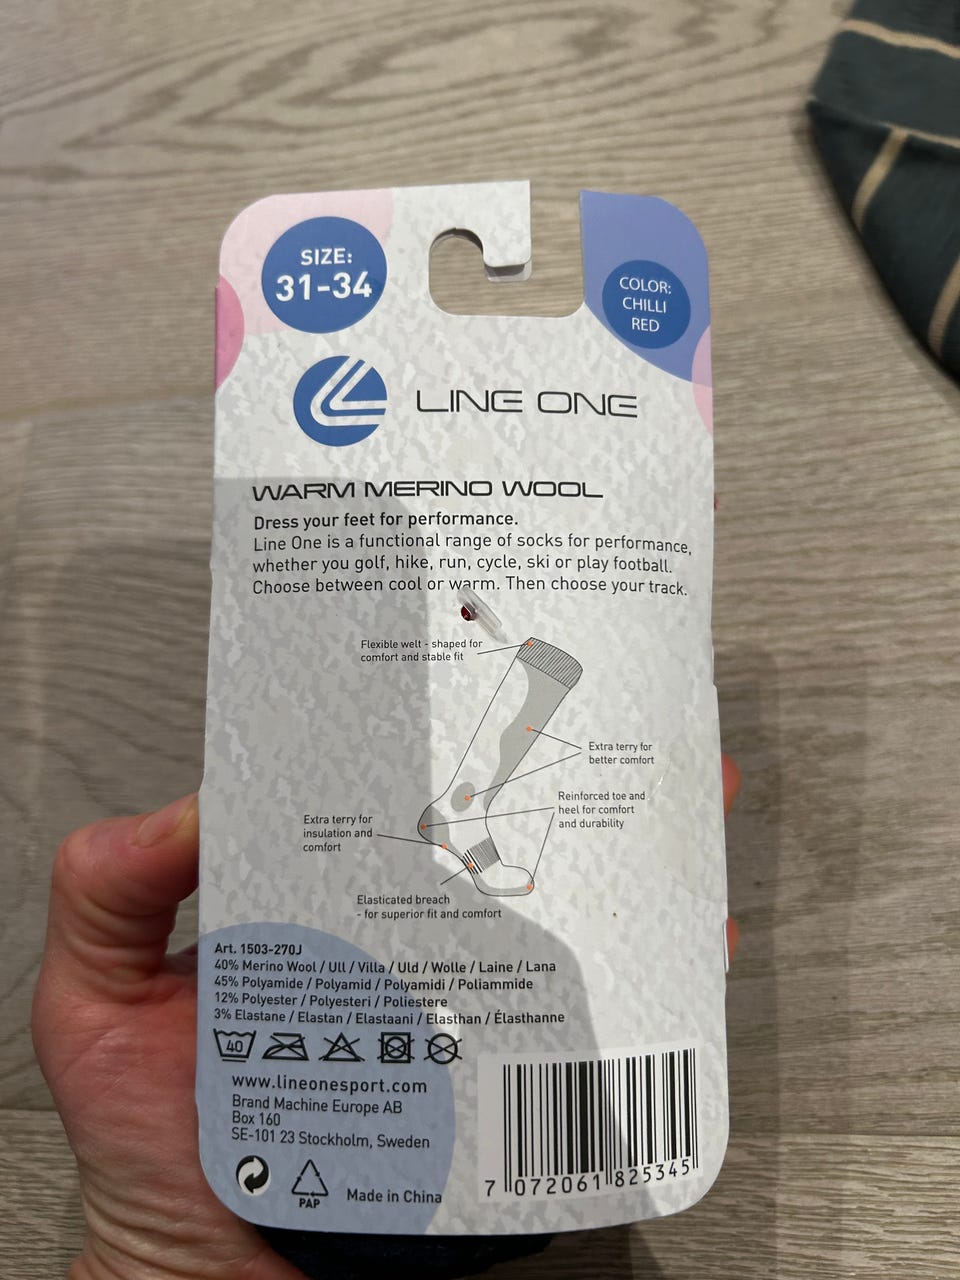 SIZE:
31-34
COLOR:
CHILLI
RED
LINE ONE
WARM MERINO WOOL
Dress your feet for performance.
Line One is a functional range of socks for performance,
whether you golf, hike, run, cycle, ski or play football.
Choose between cool or warm. Then choose your track.
Flexible welt - shaped for
comfort and stable fit
Extra terry for
better comfort
Reinforced toe and
heel for comfort
and durability
Extra terry for
insulation and
comfort
Elasticated breach
- for superior fit and comfort
Art. 1503-270J
40% Merino Wool / Ull / Villa / Uld / Wolle / Laine / Lana
45% Polyamide / Polyamid / Polyamidi / Poliammide
12% Polyester / Polyesteri / Poliestere
3% Elastane / Elastan / Elastaani / Elasthan / Élasthanne
40
www.lineonesport.com
Brand Machine Europe AB
Box 160
SE-101 23 Stockholm, Sweden
PAP
Made in China
7 072061 825345